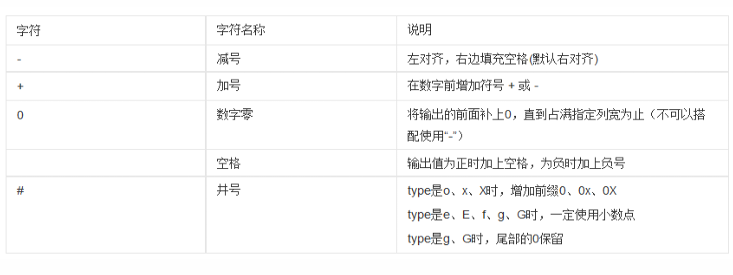 字符 字符名称 说明
- 减号 左对齐，右边填充空格(默认右对齐)
+ 加号 在数字前增加符号 + 或 -
0 数字零 将输出的前面补上0，直到占满指定列宽为止（不可以搭
配使用“-”）
空格 输出值为正时加上空格，为负时加上负号
# 井号 type是o、x、X时，增加前缀0、0x、0X
type是e、E、f、g、G时，一定使用小数点
type是g、G时，尾部的0保留